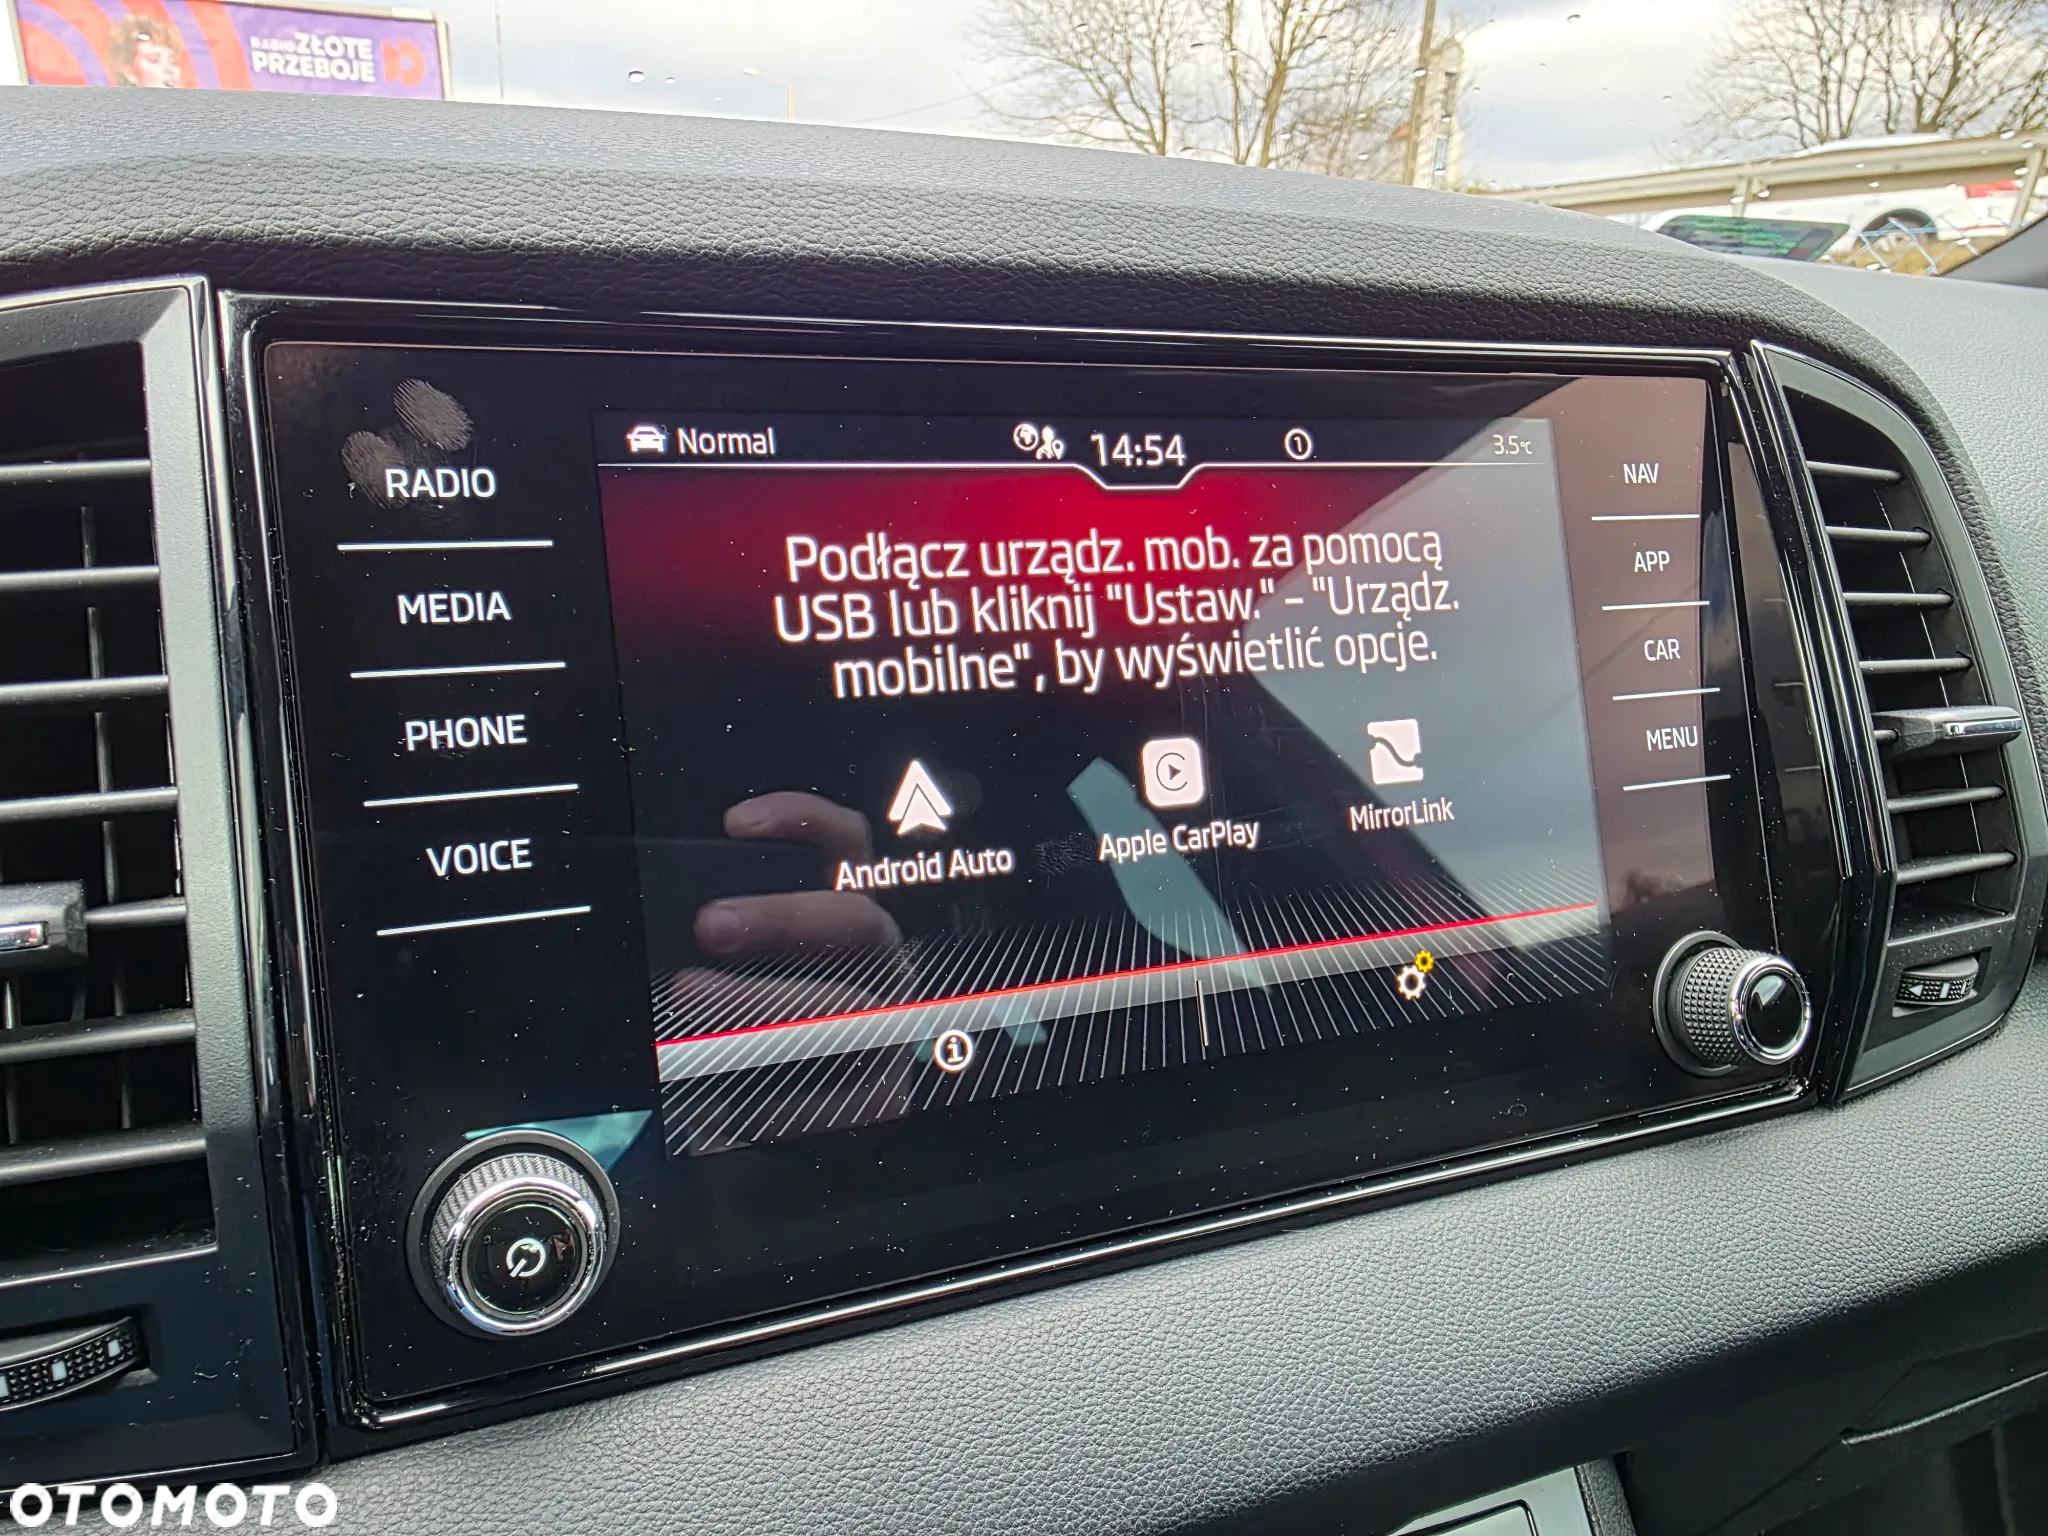 RADIO ZŁOTE
PRZEBOJE
RADIO
MEDIA
PHONE
VOICE
Normal
14:54
1
3.5°C
Podłącz urządz. mob. za pomocą
USB lub kliknij "Ustaw." - "Urządz.
mobilne", by wyświetlić opcje.
Android Auto
Apple CarPlay
MirrorLink
NAV
APP
CAR
MENU
OTOMOTO